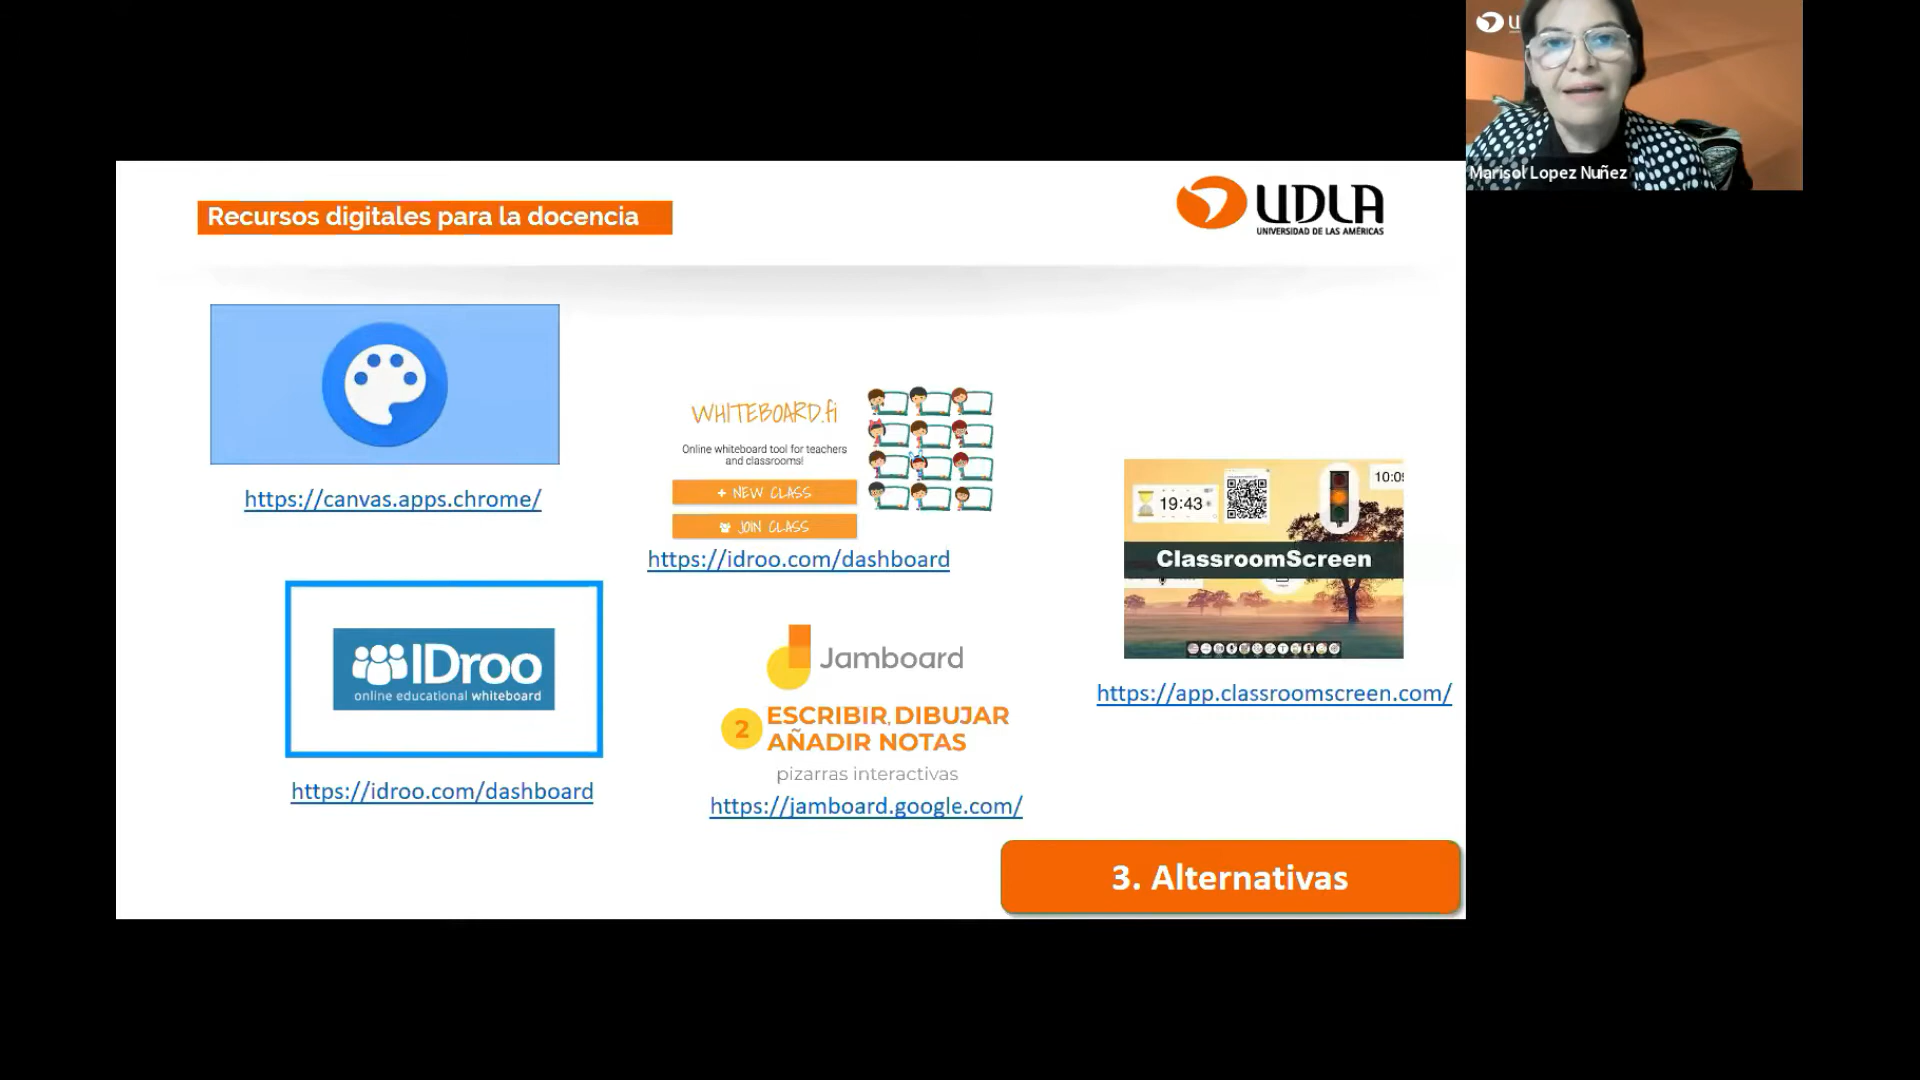 U
Marisol Lopez Nuñez
Recursos digitales para la docencia
UDLA
UNIVERSIDAD DE LAS AMÉRICAS
https://canvas.apps.chrome/
WHITEBOARD.fi
Online whiteboard tool for teachers
and classrooms!
+ NEW CLASS
JOIN CLASS
https://idroo.com/dashboard
19:43
10:05
ClassroomScreen
https://app.classroomscreen.com/
IDroo
online educational whiteboard
https://idroo.com/dashboard
Jamboard
2 ESCRIBIR, DIBUJAR
AÑADIR NOTAS
pizarras interactivas
https://jamboard.google.com/
3. Alternativas